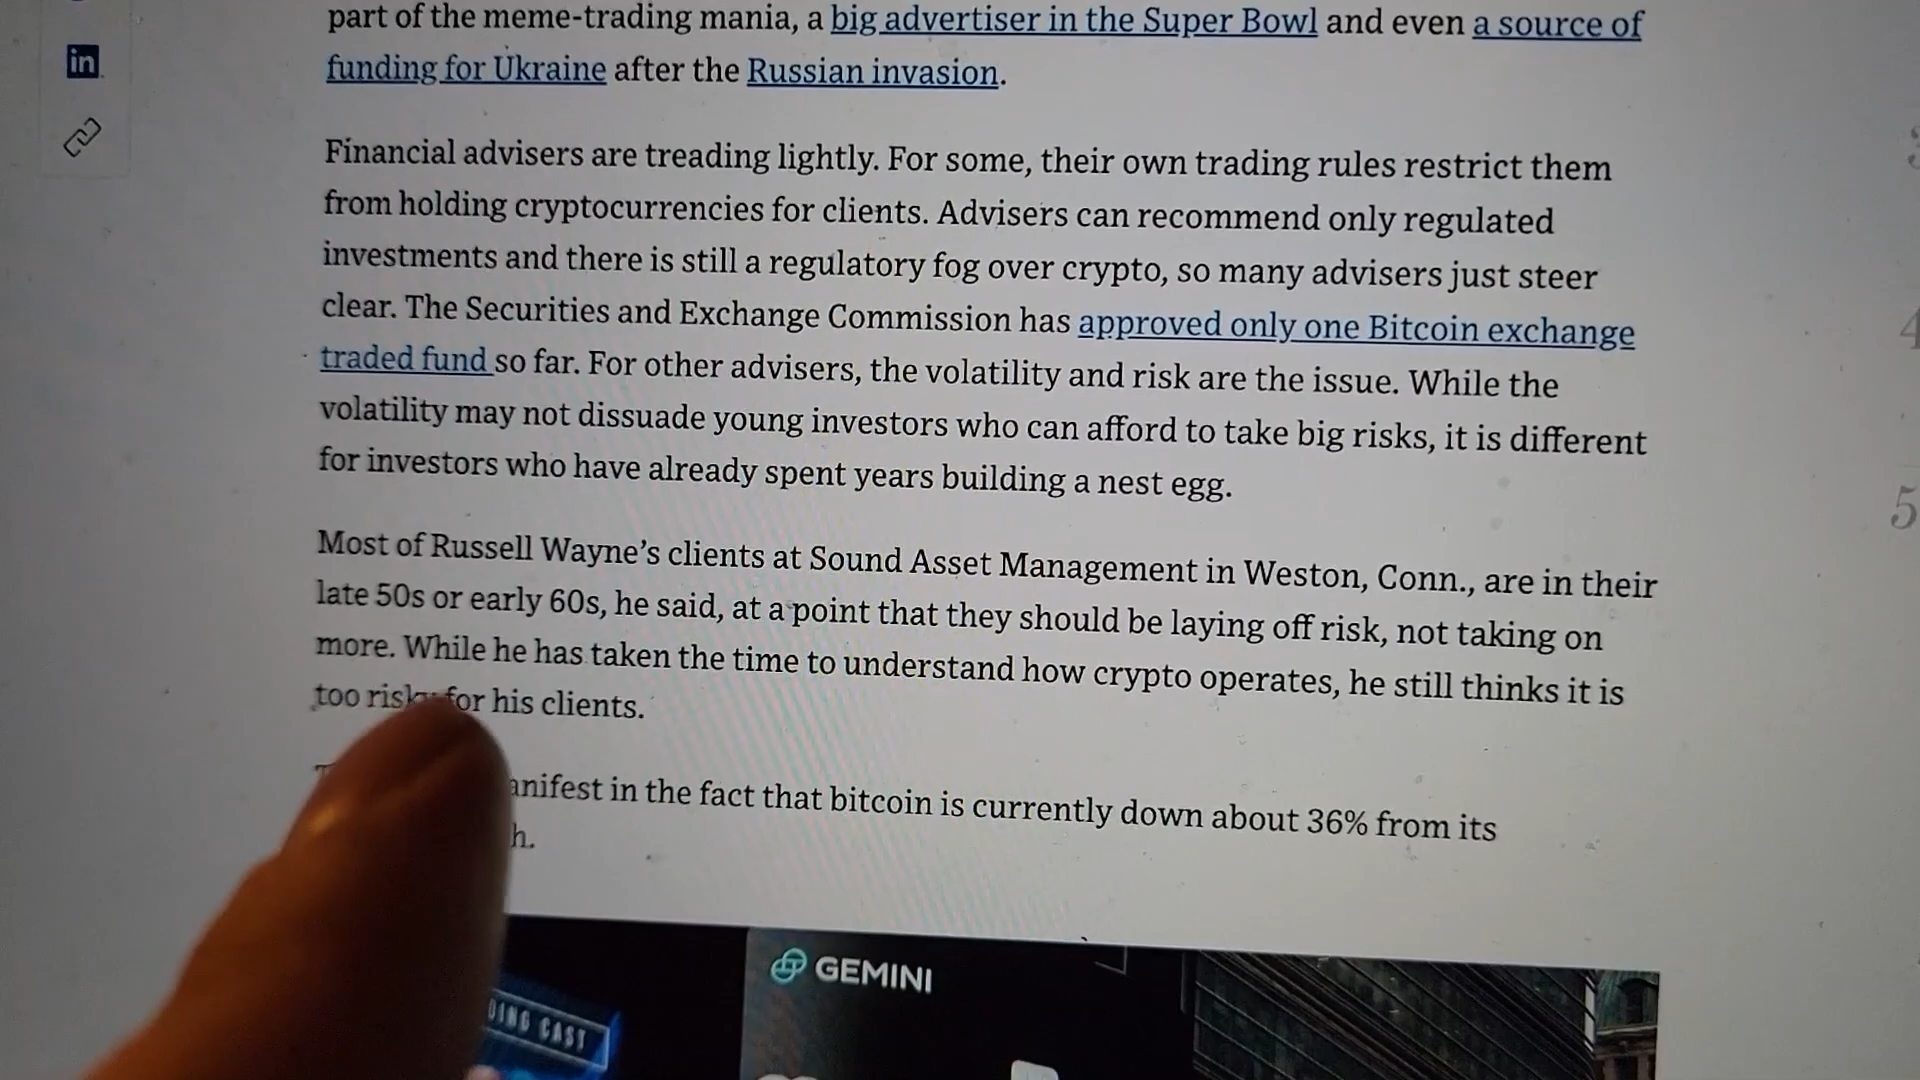 part of the meme-trading mania, a big advertiser in the Super Bowl and even a source of
funding for Ukraine after the Russian invasion.
in
Financial advisers are treading lightly. For some, their own trading rules restrict them
from holding cryptocurrencies for clients. Advisers can recommend only regulated
investments and there is still a regulatory fog over crypto, so many advisers just steer
clear. The Securities and Exchange Commission has approved only one Bitcoin exchange
traded fund so far. For other advisers, the volatility and risk are the issue. While the
volatility may not dissuade young investors who can afford to take big risks, it is different
for investors who have already spent years building a nest egg.
4
5
Most of Russell Wayne's clients at Sound Asset Management in Weston, Conn., are in their
late 50s or early 60s, he said, at a point that they should be laying off risk, not taking on
more. While he has taken the time to understand how crypto operates, he still thinks it is
too risky for his clients.
in the fact that bitcoin is currently down about 36% from its
GEMINI
CAST